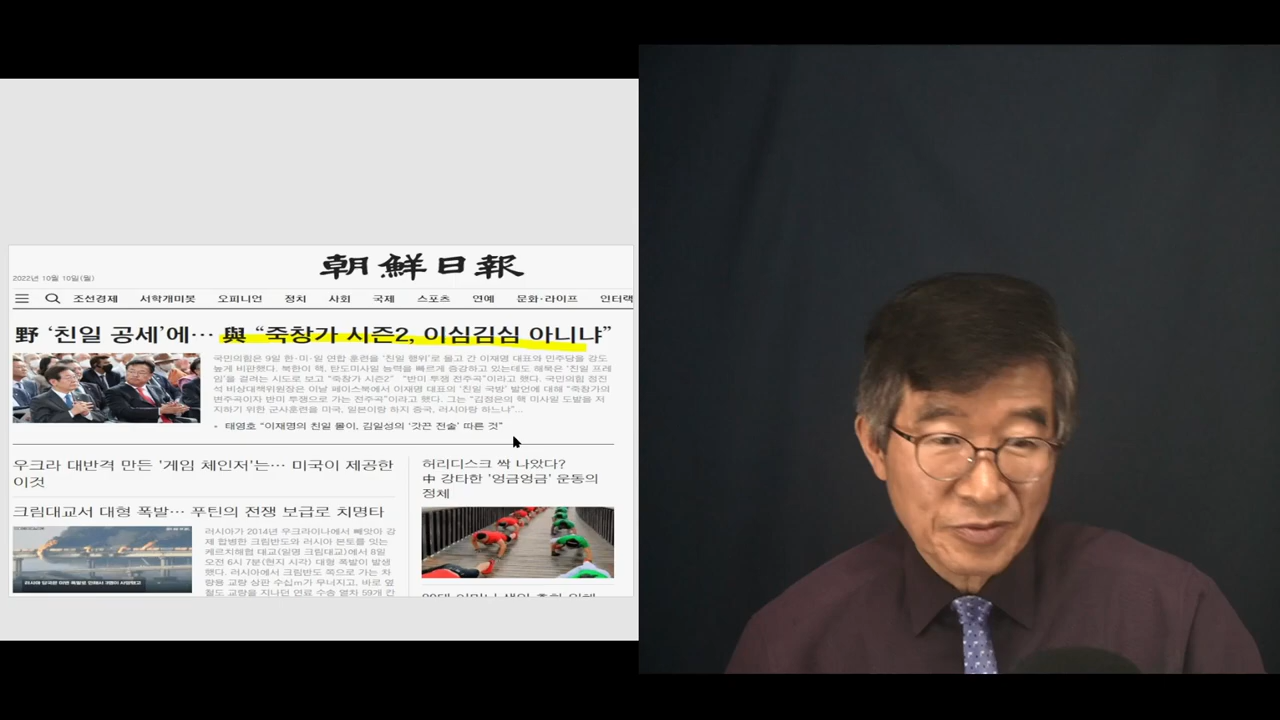 朝鮮日報
2022년 10월 10일(월)
조선경제 서학개미봇 오피니언 정치 사회 국제 스포츠 연예 문화·라이프 인터랙
野 ‘친일 공세’에… 與 “죽창가 시즌2, 이심김심 아니냐”
국민의힘은 9일 한·미·일 연합 훈련을 ‘친일 행위’로 몰고 간 이재명 대표와 민주당을 강도
높게 비판했다. 북한이 핵, 탄도미사일 능력을 빠르게 증강하고 있는데도 해묵은 ‘친일 프레
임’을 걸려는 시도로 보고 “죽창가 시즌2” “반미 투쟁 전주곡”이라고 했다. 국민의힘 정진
석 비상대책위원장은 이날 페이스북에서 이재명 대표의 ‘친일 국방’ 발언에 대해 “죽창가의
변주곡이자 반미 투쟁으로 가는 전주곡”이라고 했다. 그는 “김정은의 핵 미사일 도발을 저
지하기 위한 군사훈련을 미국, 일본이랑 하지 중국, 러시아랑 하느냐”...
태영호 “이재명의 친일 몰이, 김일성의 ‘갓끈 전술’ 따른 것”
우크라 대반격 만든 '게임 체인저'는… 미국이 제공한
이것
크림대교서 대형 폭발… 푸틴의 전쟁 보급로 치명타
러시아가 2014년 우크라이나에서 빼앗아 강
제 합병한 크림반도와 러시아 본토를 잇는
케르치해협 대교(일명 크림대교)에서 8일
오전 6시 7분(현지 시각) 대형 폭발이 발생
했다. 러시아에서 크림반도 쪽으로 가는 차
량용 교량 상판 수십m가 무너지고, 바로 옆
철도 교량을 지나던 연료 수송 열차 59개 칸
허리디스크 싹 나았다?
中 강타한 '엉금엉금' 운동의
정체